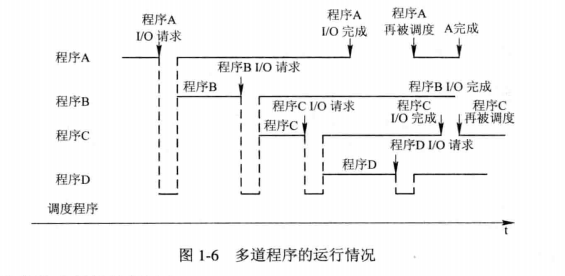 程序A
I/O 请求
程序A
I/O 完成
程序A
再被调度
A完成
程序A
程序B I/O 请求
程序B
程序B I/O 完成
程序B
程序C I/O 请求
程序C
I/O 完成
程序C
再被调度
程序C
程序C
程序D I/O 请求
程序D
程序D
调度程序
t
图 1-6 多道程序的运行情况